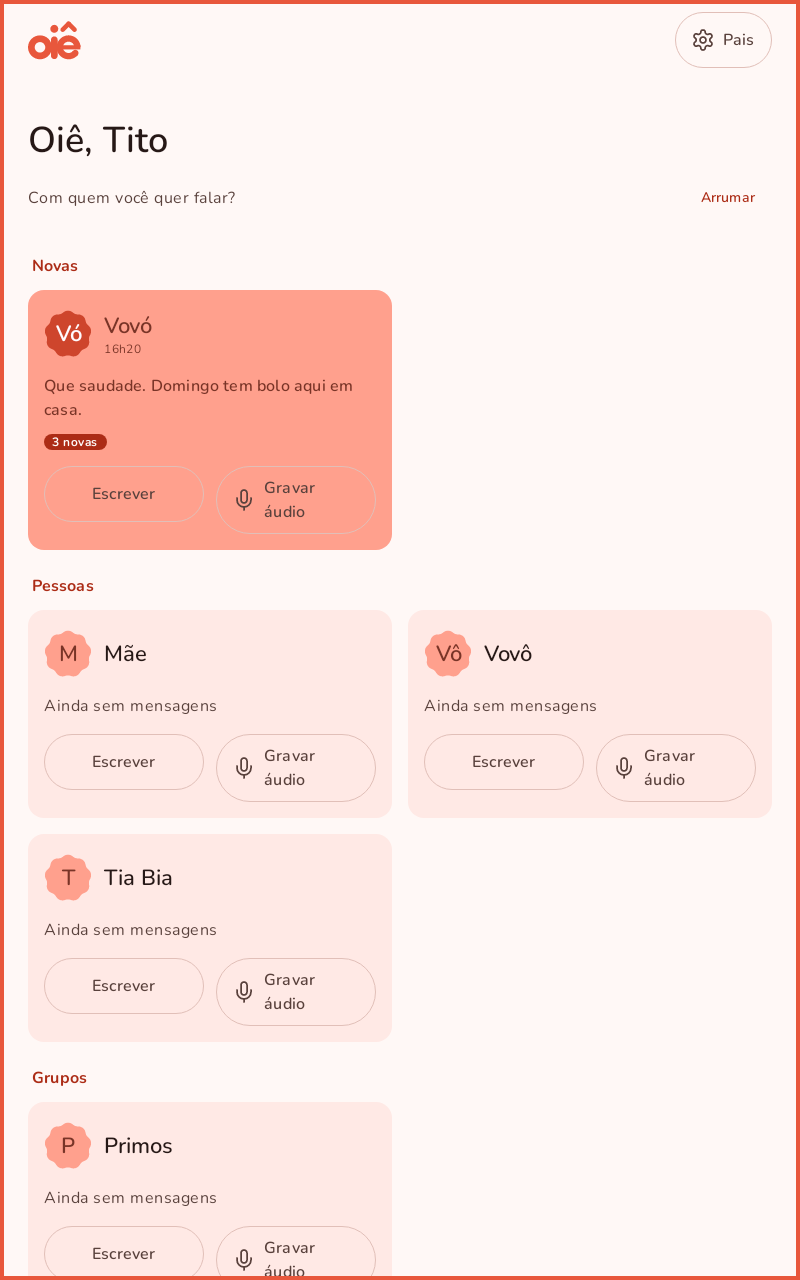 oiê
Pais
Oiê, Tito
Com quem você quer falar?
Arrumar
Novas
Vó
Vovó
16h20
Que saudade. Domingo tem bolo aqui em
casa.
3 novas
Escrever
Gravar
áudio
Pessoas
M
Mãe
Ainda sem mensagens
Escrever
Gravar
áudio
Vô
Vovô
Ainda sem mensagens
Escrever
Gravar
áudio
T
Tia Bia
Ainda sem mensagens
Escrever
Gravar
áudio
Grupos
P
Primos
Ainda sem mensagens
Escrever
Gravar
áudio